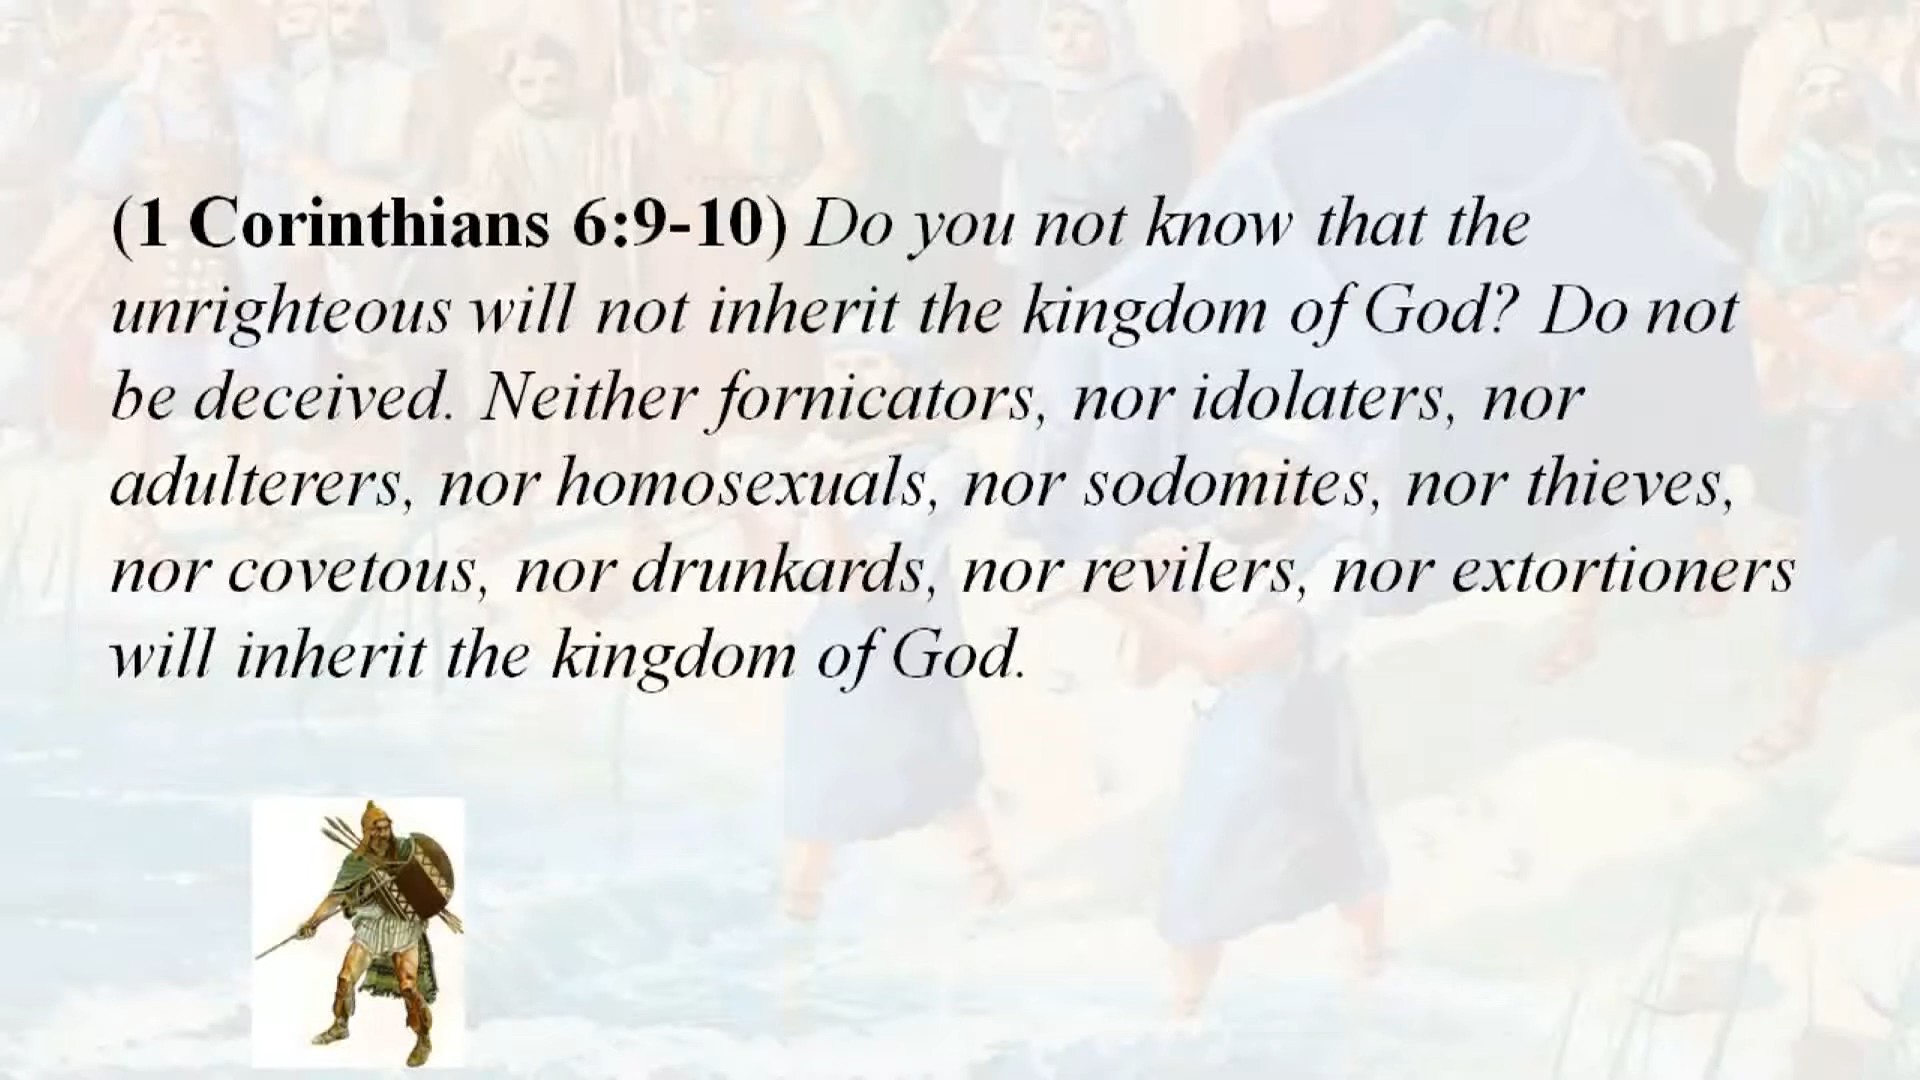 (1 Corinthians 6:9-10) Do you not know that the
unrighteous will not inherit the kingdom of God? Do not
be deceived. Neither fornicators, nor idolaters, nor
adulterers, nor homosexuals, nor sodomites, nor thieves,
nor covetous, nor drunkards, nor revilers, nor extortioners
will inherit the kingdom of God.